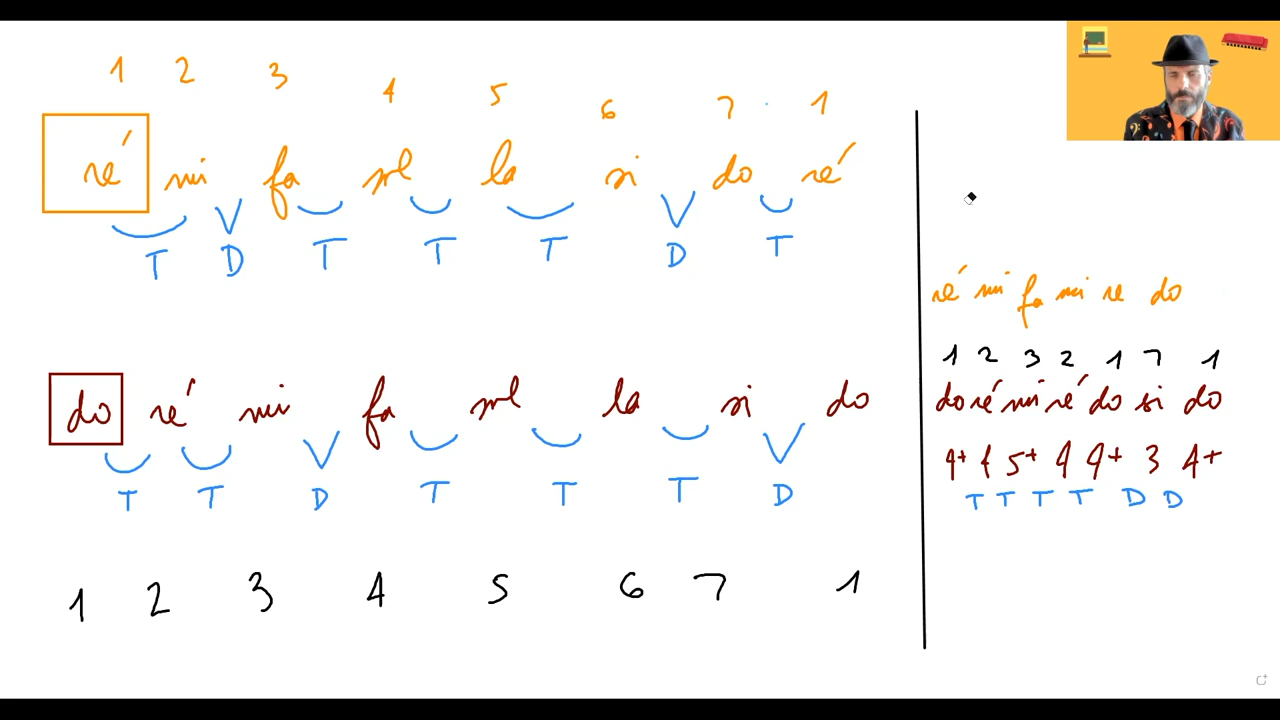 1 2 3 4 5 6 7 1
ré mi fa sol la si do ré
T D T T T D T
do ré mi fa sol la si do
T T D T T T D
1 2 3 4 5 6 7 1
ré mi fa mi re do
1 2 3 2 1 7 1
do ré mi ré do si do
4+ 4 5+ 4 4+ 3 4+
T T T T D D